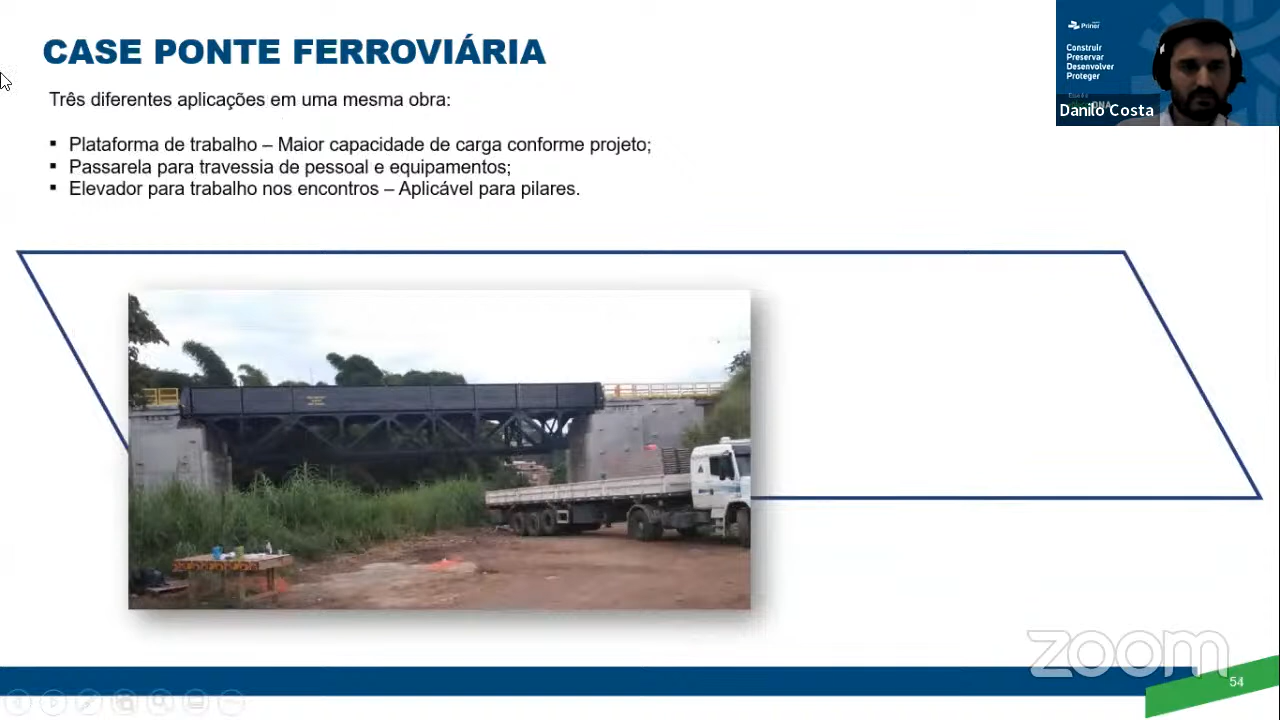 CASE PONTE FERROVIÁRIA
Três diferentes aplicações em uma mesma obra:
▪ Plataforma de trabalho – Maior capacidade de carga conforme projeto;
▪ Passarela para travessia de pessoal e equipamentos;
▪ Elevador para trabalho nos encontros – Aplicável para pilares.
Priner
Construir
Preservar
Desenvolver
Proteger
Danilo Costa
zoom
54